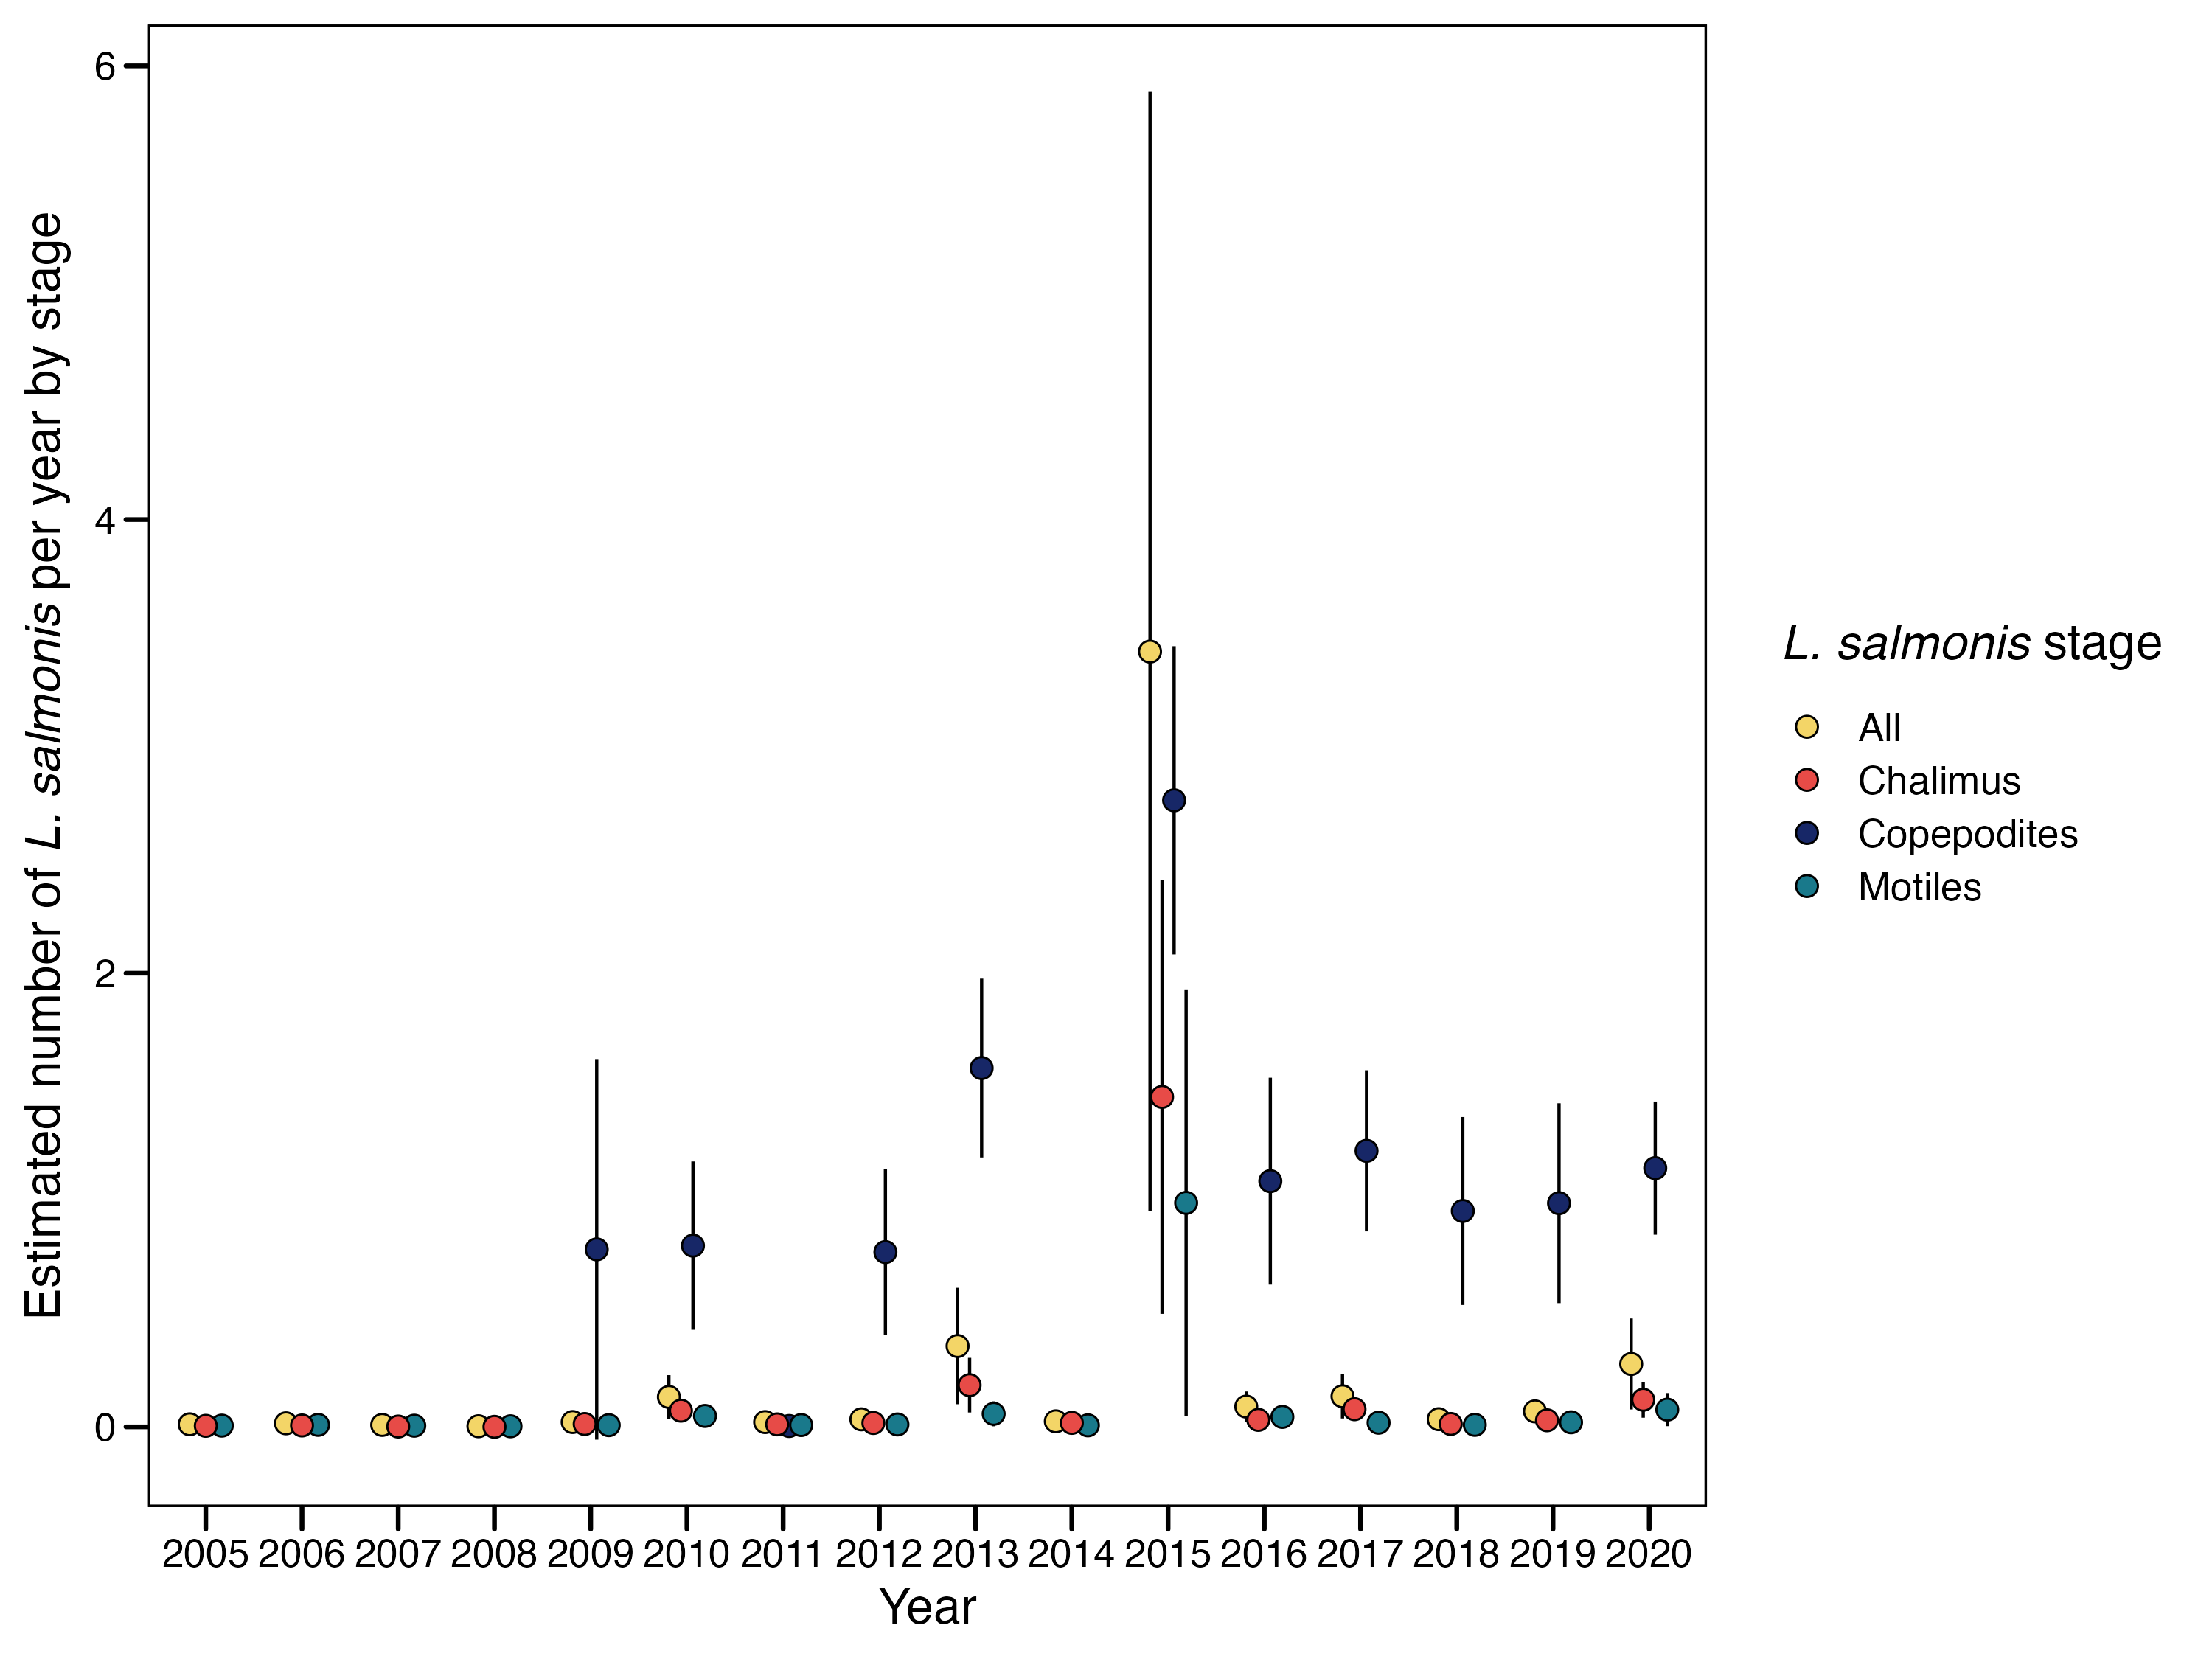 Estimated number of L. salmonis per year by stage
6
4
2
0
2005 2006 2007 2008 2009 2010 2011 2012 2013 2014 2015 2016 2017 2018 2019 2020
Year
L. salmonis stage
All
Chalimus
Copepodites
Motiles